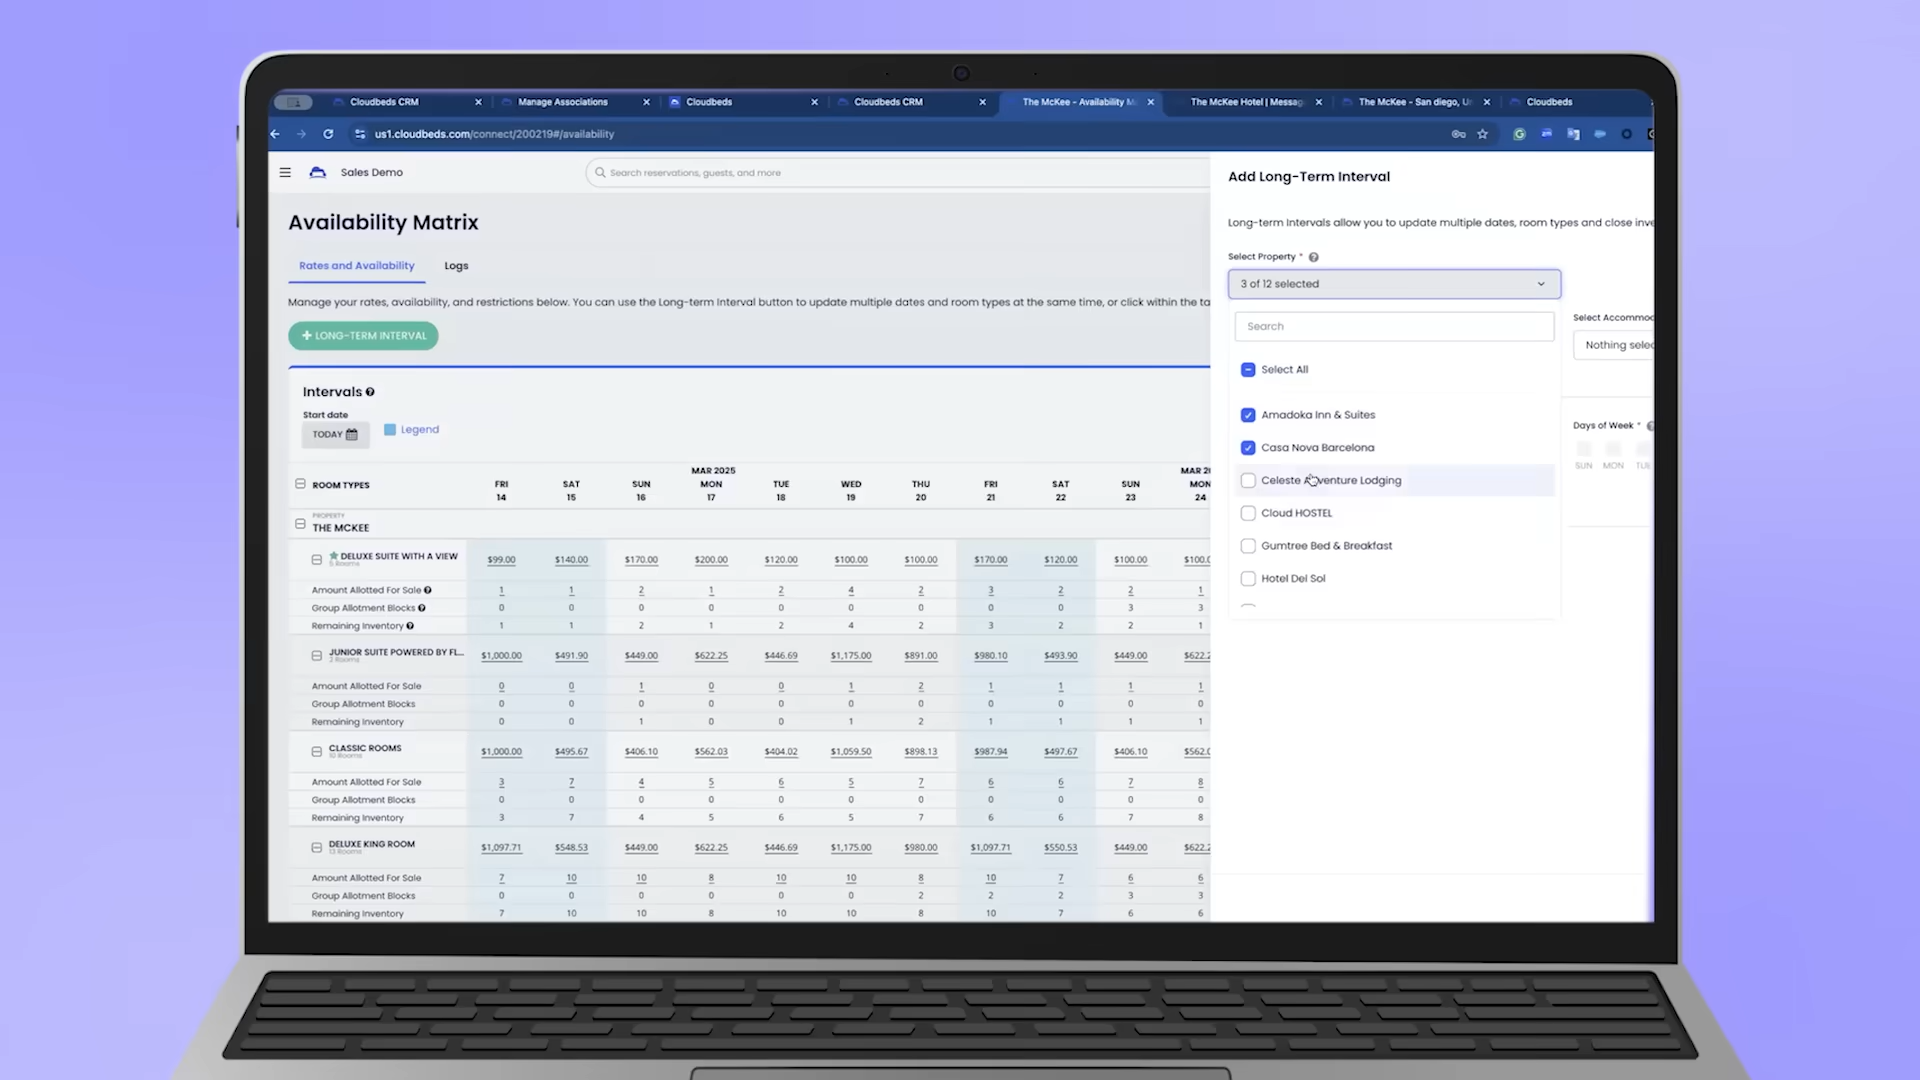 Cloudbeds CRM
Manage Associations
Cloudbeds
Cloudbeds CRM
The McKee - Availability M
The McKee Hotel | Messag
The McKee - San diego, U
Cloudbeds
us1.cloudbeds.com/connect/200219#/availability
Sales Demo
Search reservations, guests, and more
Availability Matrix
Rates and Availability Logs
Manage your rates, availability, and restrictions below. You can use the Long-term Interval button to update multiple dates and room types at the same time, or click within the ta
+ LONG-TERM INTERVAL
Intervals
Start date
TODAY
Legend
MAR 2025 MAR 20
ROOM TYPES FRI SAT SUN MON TUE WED THU FRI SAT SUN MON
14 15 16 17 18 19 20 21 22 23 24
PROPERTY
THE MCKEE
DELUXE SUITE WITH A VIEW $99.00 $140.00 $170.00 $200.00 $120.00 $100.00 $100.00 $170.00 $120.00 $100.00 $100.
5 Rooms
Amount Allotted For Sale 1 1 2 1 2 4 2 3 2 2 1
Group Allotment Blocks 0 0 0 0 0 0 0 0 0 3 3
Remaining Inventory 1 1 2 1 2 4 2 3 2 2 1
JUNIOR SUITE POWERED BY FL... $1,000.00 $491.90 $449.00 $622.25 $446.69 $1,175.00 $891.00 $980.10 $493.90 $449.00 $622.2
2 Rooms
Amount Allotted For Sale 0 0 1 0 0 1 2 1 1 1 1
Group Allotment Blocks 0 0 0 0 0 0 0 0 0 0 0
Remaining Inventory 0 0 1 0 0 1 2 1 1 1 1
CLASSIC ROOMS $1,000.00 $495.67 $406.10 $562.03 $404.02 $1,059.50 $898.13 $987.94 $497.67 $406.10 $562.0
10 Rooms
Amount Allotted For Sale 3 7 4 5 6 5 7 6 6 7 8
Group Allotment Blocks 0 0 0 0 0 0 0 0 0 0 0
Remaining Inventory 3 7 4 5 6 5 7 6 6 7 8
DELUXE KING ROOM $1,097.71 $548.53 $449.00 $622.25 $446.69 $1,175.00 $980.00 $1,097.71 $550.53 $449.00 $622.2
13 Rooms
Amount Allotted For Sale 7 10 10 8 10 10 8 10 7 6 6
Group Allotment Blocks 0 0 0 0 0 0 2 2 2 3 3
Remaining Inventory 7 10 10 8 10 10 8 10 7 6 6
Add Long-Term Interval
Long-term Intervals allow you to update multiple dates, room types and close inve
Select Property *
3 of 12 selected
Search
Select All
Amadoka Inn & Suites
Casa Nova Barcelona
Celeste Adventure Lodging
Cloud HOSTEL
Gumtree Bed & Breakfast
Hotel Del Sol
Select Accommod
Nothing selec
Days of Week *
SUN MON TUE